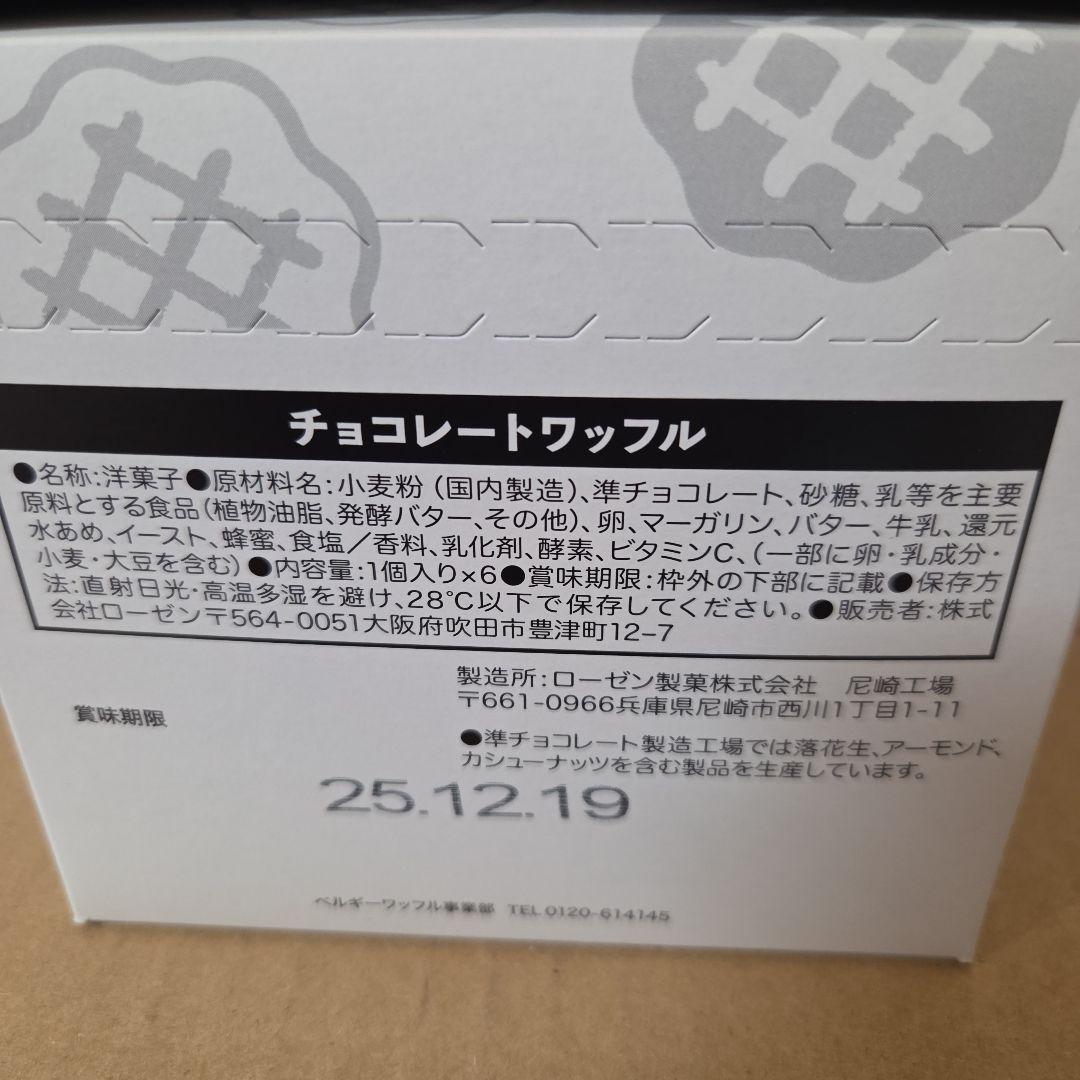 チョコレートワッフル
●名称:洋菓子●原材料名:小麦粉(国内製造)、準チョコレート、砂糖、乳等を主要
原料とする食品(植物油脂、発酵バター、その他)、卵、マーガリン、バター、牛乳、還元
水あめ、イースト、蜂蜜、食塩/香料、乳化剤、酵素、ビタミンC、(一部に卵・乳成分・
小麦・大豆を含む)●内容量:1個入り×6●賞味期限:枠外の下部に記載●保存方
法:直射日光・高温多湿を避け、28℃以下で保存してください。●販売者:株式
会社ローゼン〒564-0051大阪府吹田市豊津町12-7
製造所:ローゼン製菓株式会社 尼崎工場
〒661-0966兵庫県尼崎市西川1丁目1-11
賞味期限
●準チョコレート製造工場では落花生、アーモンド、
カシューナッツを含む製品を生産しています。
25.12.19
ベルギーワッフル事業部 TEL 0120-614145